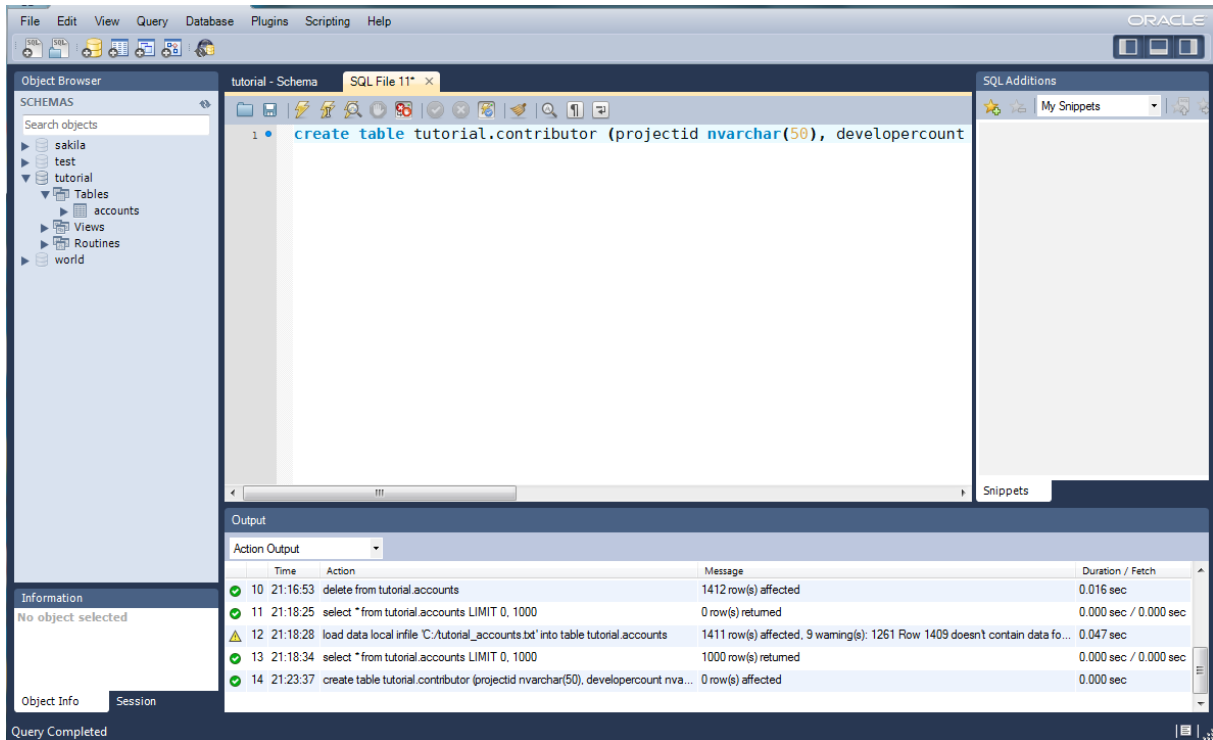 File Edit View Query Database Plugins Scripting Help
ORACLE
SQL SQL
Object Browser
SCHEMAS
Search objects
sakila
test
tutorial
Tables
accounts
Views
Routines
world
Information
No object selected
Object Info Session
tutorial - Schema SQL File 11* ×
1 create table tutorial.contributor (projectid nvarchar(50), developercount
SQL Additions
My Snippets
Snippets
Output
Action Output
Time Action Message Duration / Fetch
10 21:16:53 delete from tutorial.accounts 1412 row(s) affected 0.016 sec
11 21:18:25 select * from tutorial.accounts LIMIT 0, 1000 0 row(s) returned 0.000 sec / 0.000 sec
12 21:18:28 load data local infile 'C:/tutorial_accounts.txt' into table tutorial.accounts 1411 row(s) affected, 9 warning(s): 1261 Row 1409 doesn't contain data fo... 0.047 sec
13 21:18:34 select * from tutorial.accounts LIMIT 0, 1000 1000 row(s) returned 0.000 sec / 0.000 sec
14 21:23:37 create table tutorial.contributor (projectid nvarchar(50), developercount nva... 0 row(s) affected 0.000 sec
Query Completed